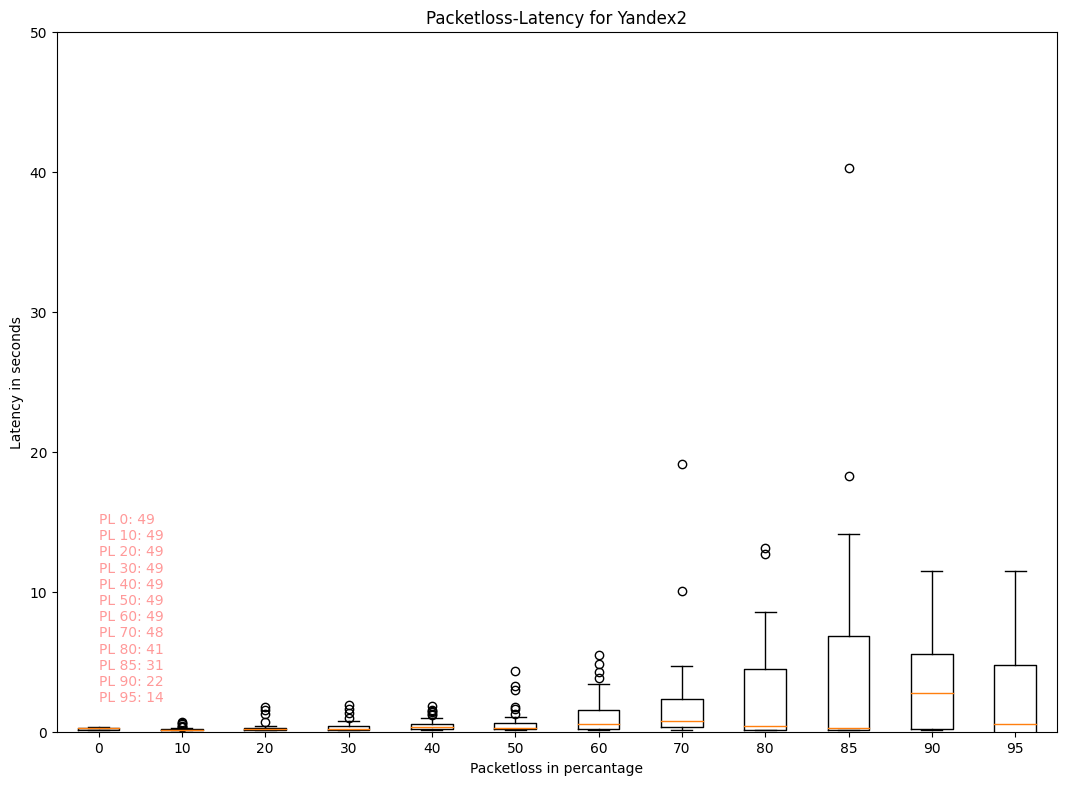 Packetloss-Latency for Yandex2
50
40
30
20
10
0
Latency in seconds
PL 0: 49
PL 10: 49
PL 20: 49
PL 30: 49
PL 40: 49
PL 50: 49
PL 60: 49
PL 70: 48
PL 80: 41
PL 85: 31
PL 90: 22
PL 95: 14
0 10 20 30 40 50 60 70 80 85 90 95
Packetloss in percantage